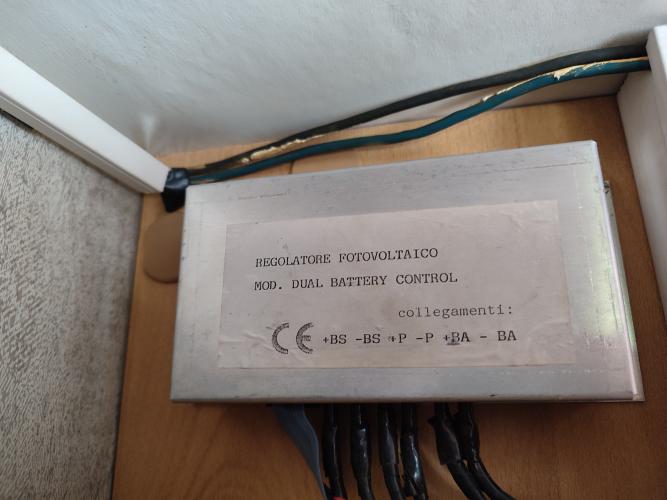 REGOLATORE FOTOVOLTAICO
MOD. DUAL BATTERY CONTROL
collegamenti:
CE +BS -BS +P -P +BA - BA